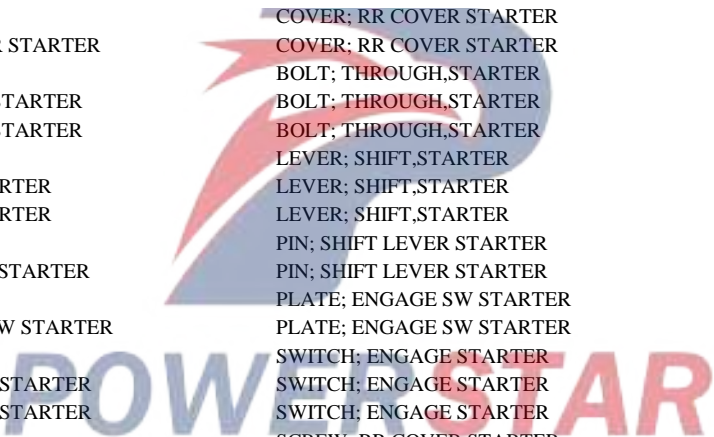 COVER; RR COVER STARTER
STARTER COVER; RR COVER STARTER
BOLT; THROUGH,STARTER
STARTER BOLT; THROUGH,STARTER
STARTER BOLT; THROUGH,STARTER
LEVER; SHIFT,STARTER
LEVER; SHIFT,STARTER
LEVER; SHIFT,STARTER
PIN; SHIFT LEVER STARTER
STARTER PIN; SHIFT LEVER STARTER
PLATE; ENGAGE SW STARTER
STARTER PLATE; ENGAGE SW STARTER
SWITCH; ENGAGE STARTER
STARTER SWITCH; ENGAGE STARTER
STARTER SWITCH; ENGAGE STARTER
POWERSTAR